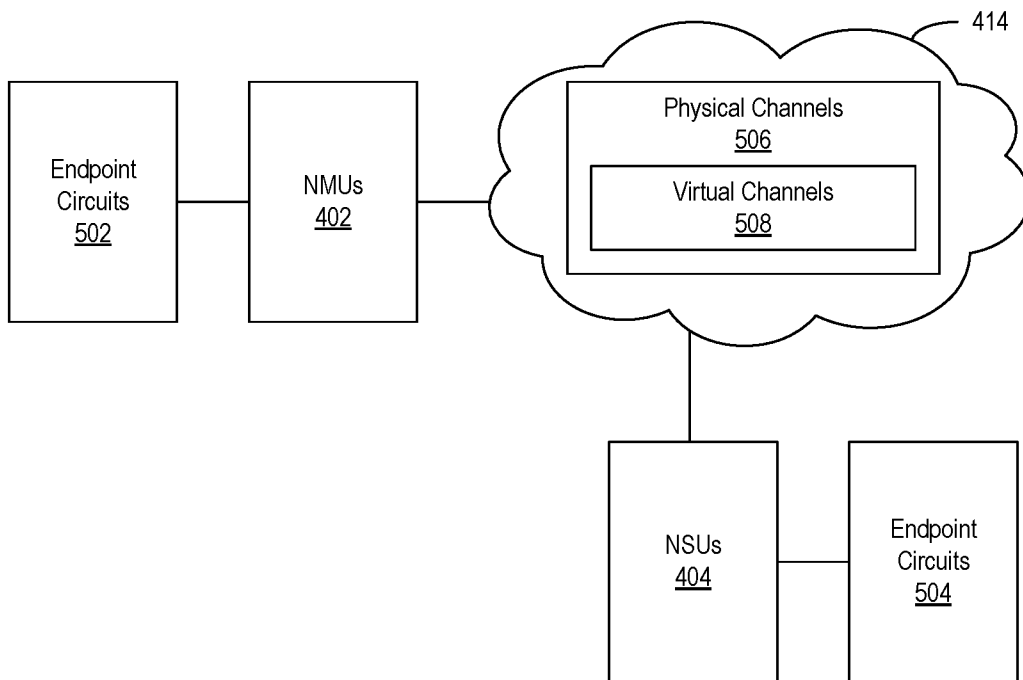 414
Physical Channels
506
Virtual Channels
508
Endpoint
Circuits
502
NMUs
402
NSUs
404
Endpoint
Circuits
504